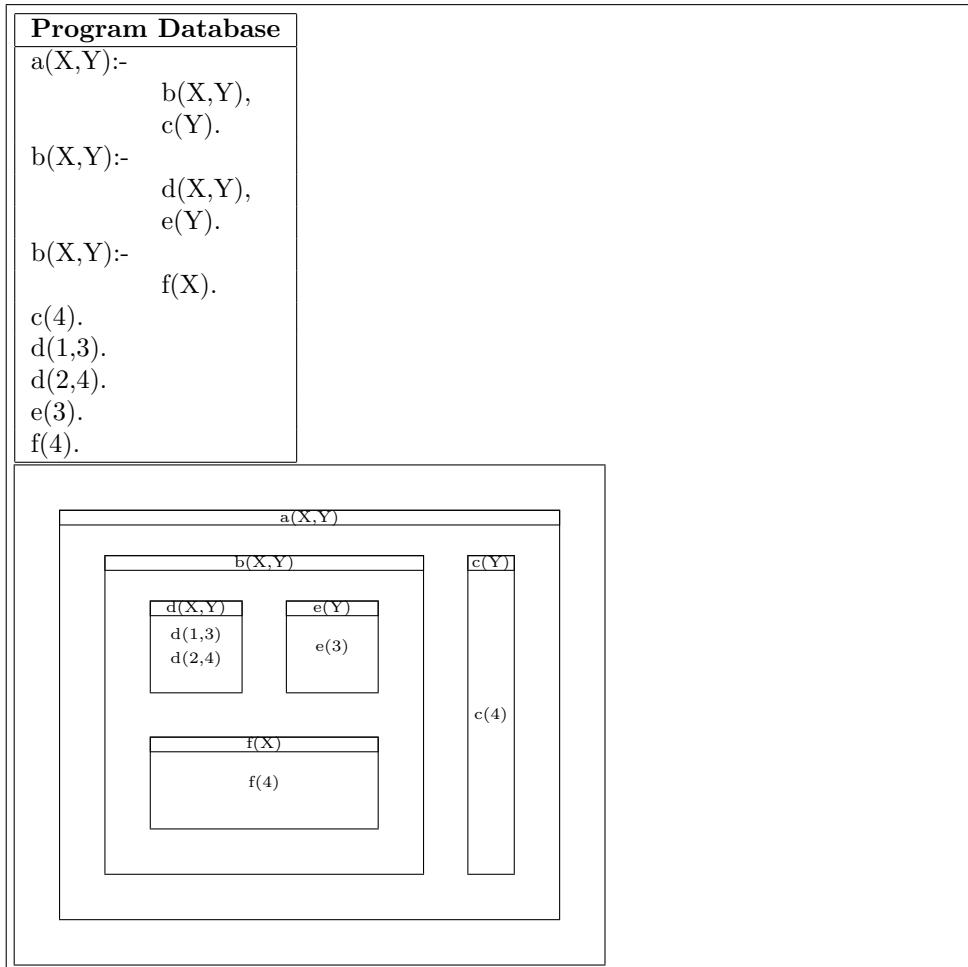 Program Database
a(X,Y):-
b(X,Y),
c(Y).
b(X,Y):-
d(X,Y),
e(Y).
b(X,Y):-
f(X).
c(4).
d(1,3).
d(2,4).
e(3).
f(4).
a(X,Y)
b(X,Y)
c(Y)
d(X,Y)
e(Y)
d(1,3)
d(2,4)
e(3)
c(4)
f(X)
f(4)